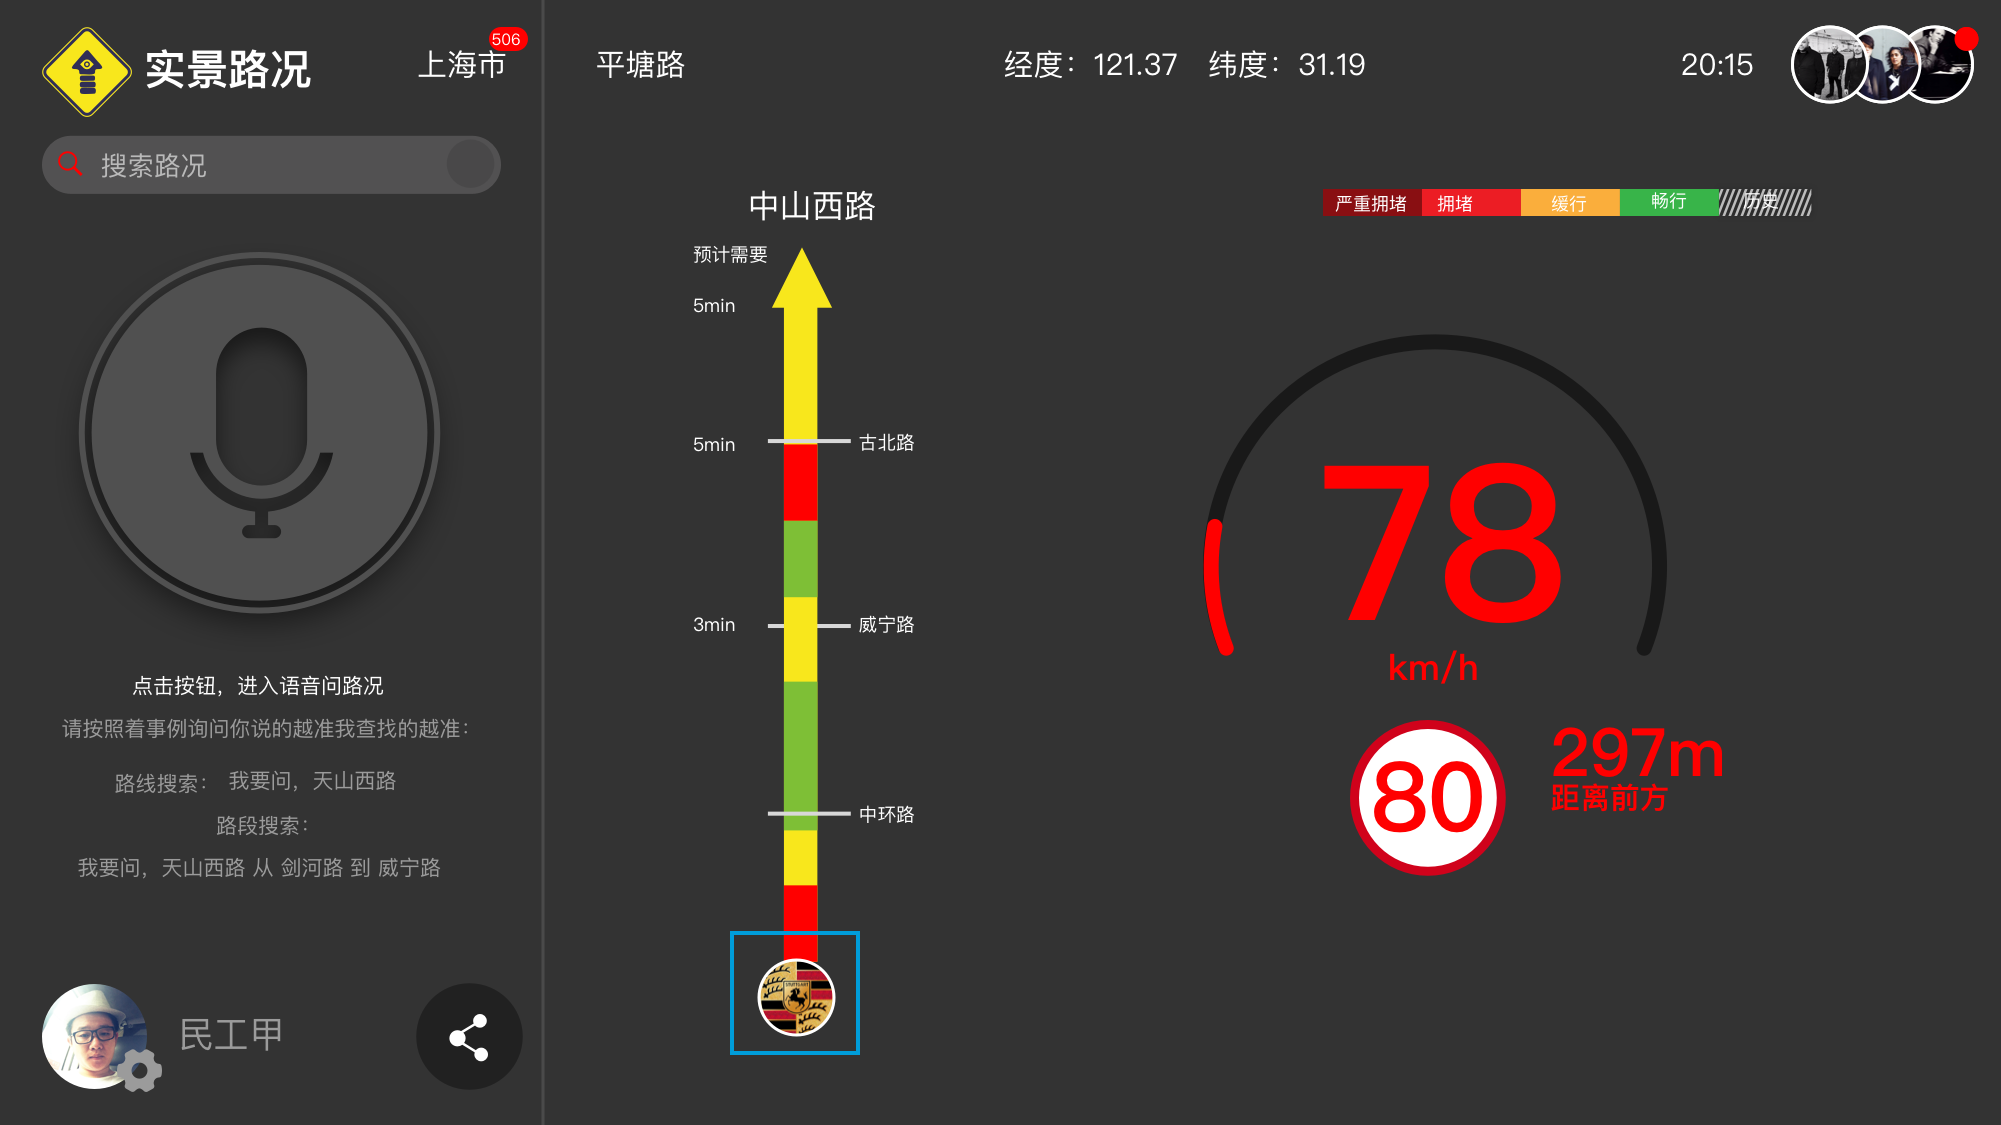 实景路况
上海市
506
平塘路
经度：121.37 纬度：31.19
20:15
搜索路况
中山西路
严重拥堵
拥堵
缓行
畅行
历史
预计需要
5min
5min
古北路
3min
威宁路
中环路
78
km/h
80
297m
距离前方
点击按钮，进入语音问路况
请按照着事例询问你说的越准我查找的越准：
路线搜索： 我要问，天山西路
路段搜索：
我要问，天山西路 从 剑河路 到 威宁路
民工甲
STUTTGART